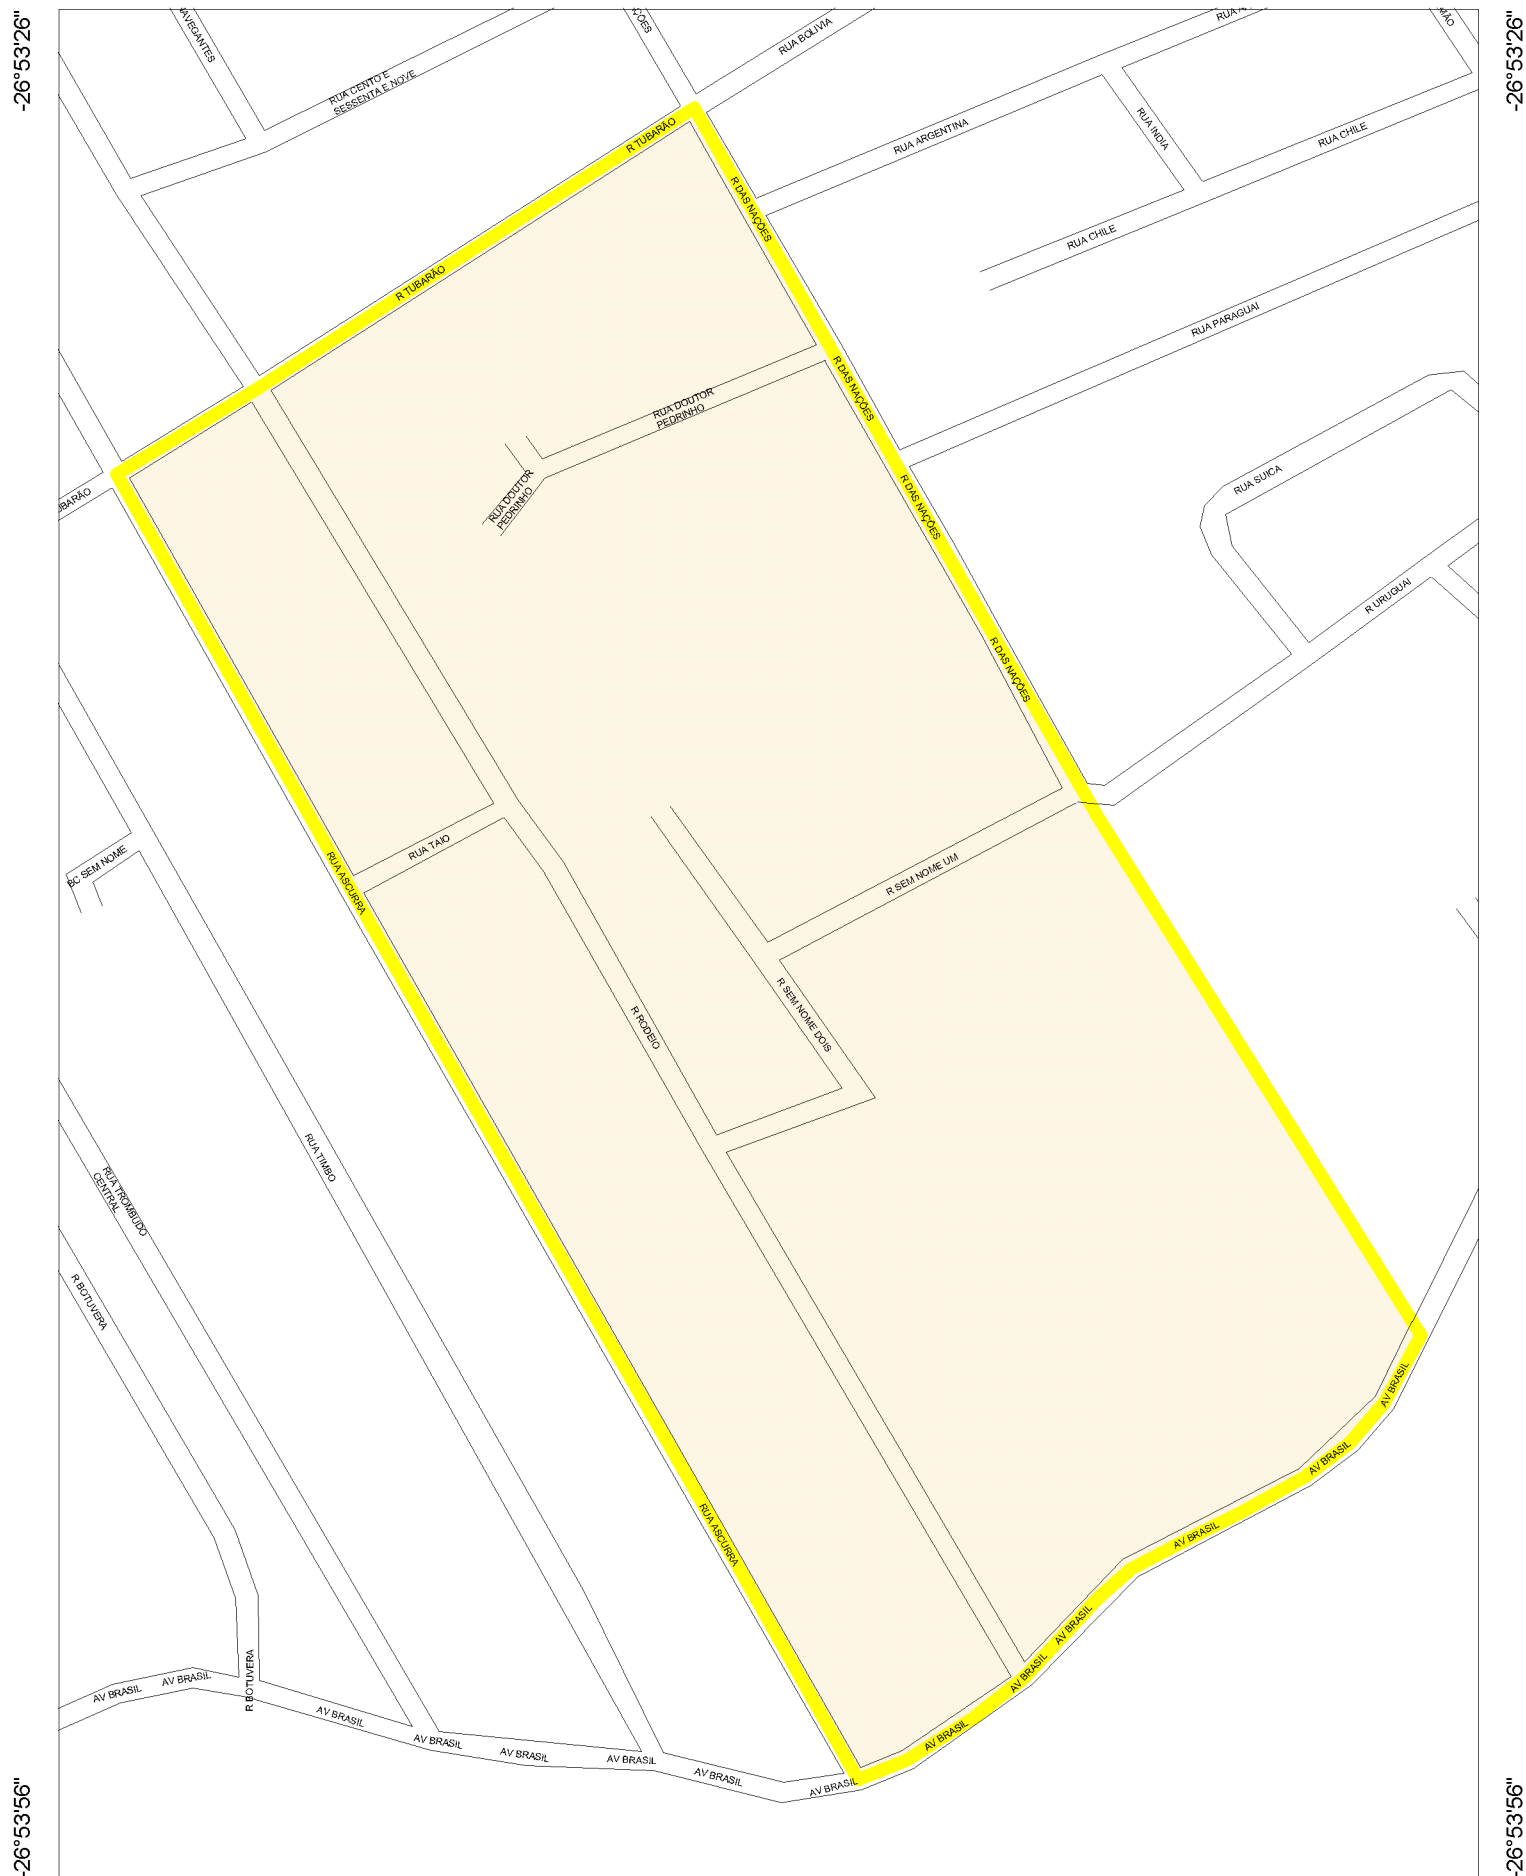 -26°53'26"
-26°53'26"
RUA BOLIVIA
RUA CENTO E
SESSENTA E NOVE
R TUBARÃO
RUA ARGENTINA
RUA INDIA
RUA CHILE
R DAS NAÇÕES
RUA CHILE
R TUBARÃO
RUA PARAGUAI
R DAS NAÇÕES
RUA DOUTOR
PEDRINHO
RUA SUICA
RUA DOUTOR
PEDRINHO
R DAS NAÇÕES
R URUGUAI
R DAS NAÇÕES
RUA TAIO
BC SEM NOME
RUA ASCURRA
R SEM NOME UM
R SEM NOME DOIS
R RODEIO
RUA TIMBO
RUA TROMBUDO
CENTRAL
R BOTUVERA
AV BRASIL
AV BRASIL
RUA ASCURRA
AV BRASIL
AV BRASIL
R BOTUVERA
AV BRASIL
AV BRASIL
AV BRASIL
AV BRASIL
AV BRASIL
AV BRASIL
AV BRASIL
AV BRASIL
AV BRASIL
AV BRASIL
-26°53'56"
-26°53'56"